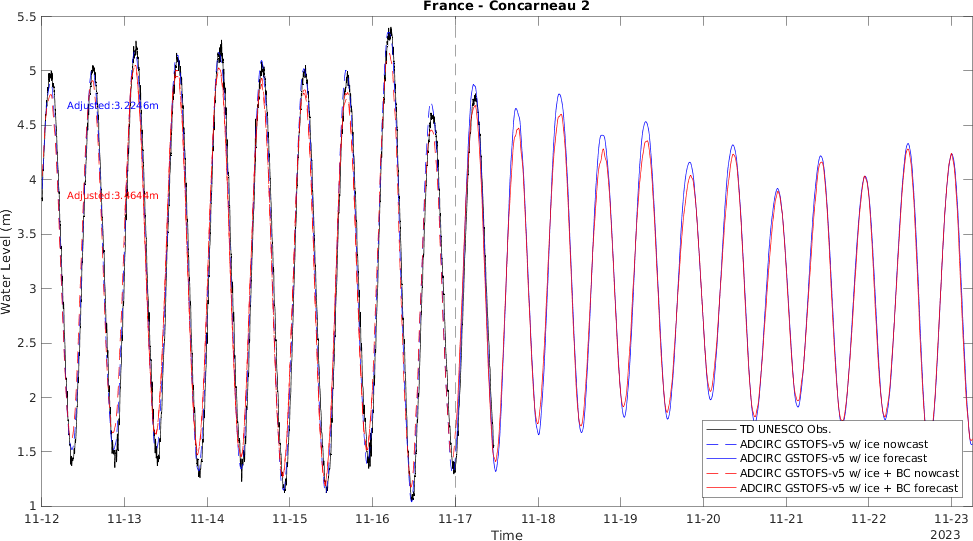 France - Concarneau 2
5.5
5
4.5
4
3.5
3
2.5
2
1.5
1
Water Level (m)
Adjusted:3.2246m
Adjusted:3.4644m
TD UNESCO Obs.
ADCIRC GSTOFS-v5 w/ ice nowcast
ADCIRC GSTOFS-v5 w/ ice forecast
ADCIRC GSTOFS-v5 w/ ice + BC nowcast
ADCIRC GSTOFS-v5 w/ ice + BC forecast
11-12 11-13 11-14 11-15 11-16 11-17 11-18 11-19 11-20 11-21 11-22 11-23
Time 2023